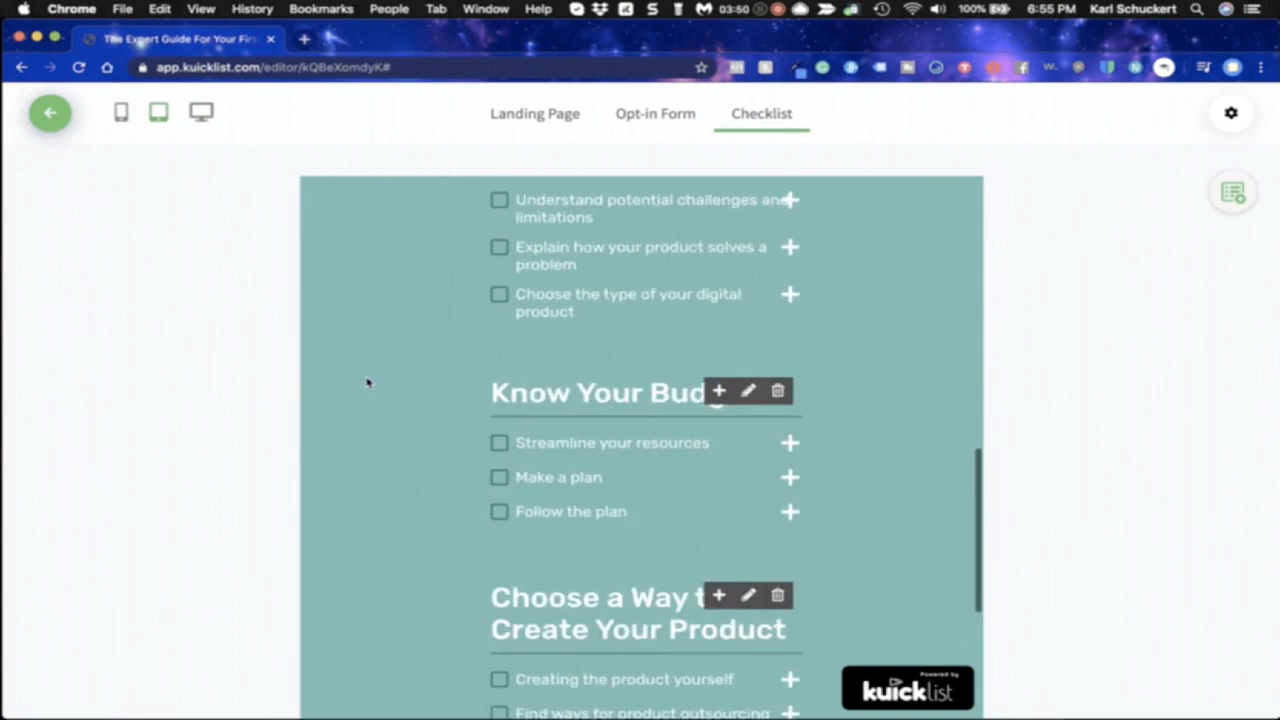 Chrome File Edit View History Bookmarks People Tab Window Help 03:50 100% 6:55 PM Karl Schuckert
The Expert Guide For Your Firs
app.kuicklist.com/editor/kQBeXomdyK#
Landing Page Opt-in Form Checklist
Understand potential challenges and
limitations
Explain how your product solves a
problem
Choose the type of your digital
product
Know Your Budg
Streamline your resources
Make a plan
Follow the plan
Choose a Way t
Create Your Product
Creating the product yourself
Find ways for product outsourcing
Powered by
kuicklist